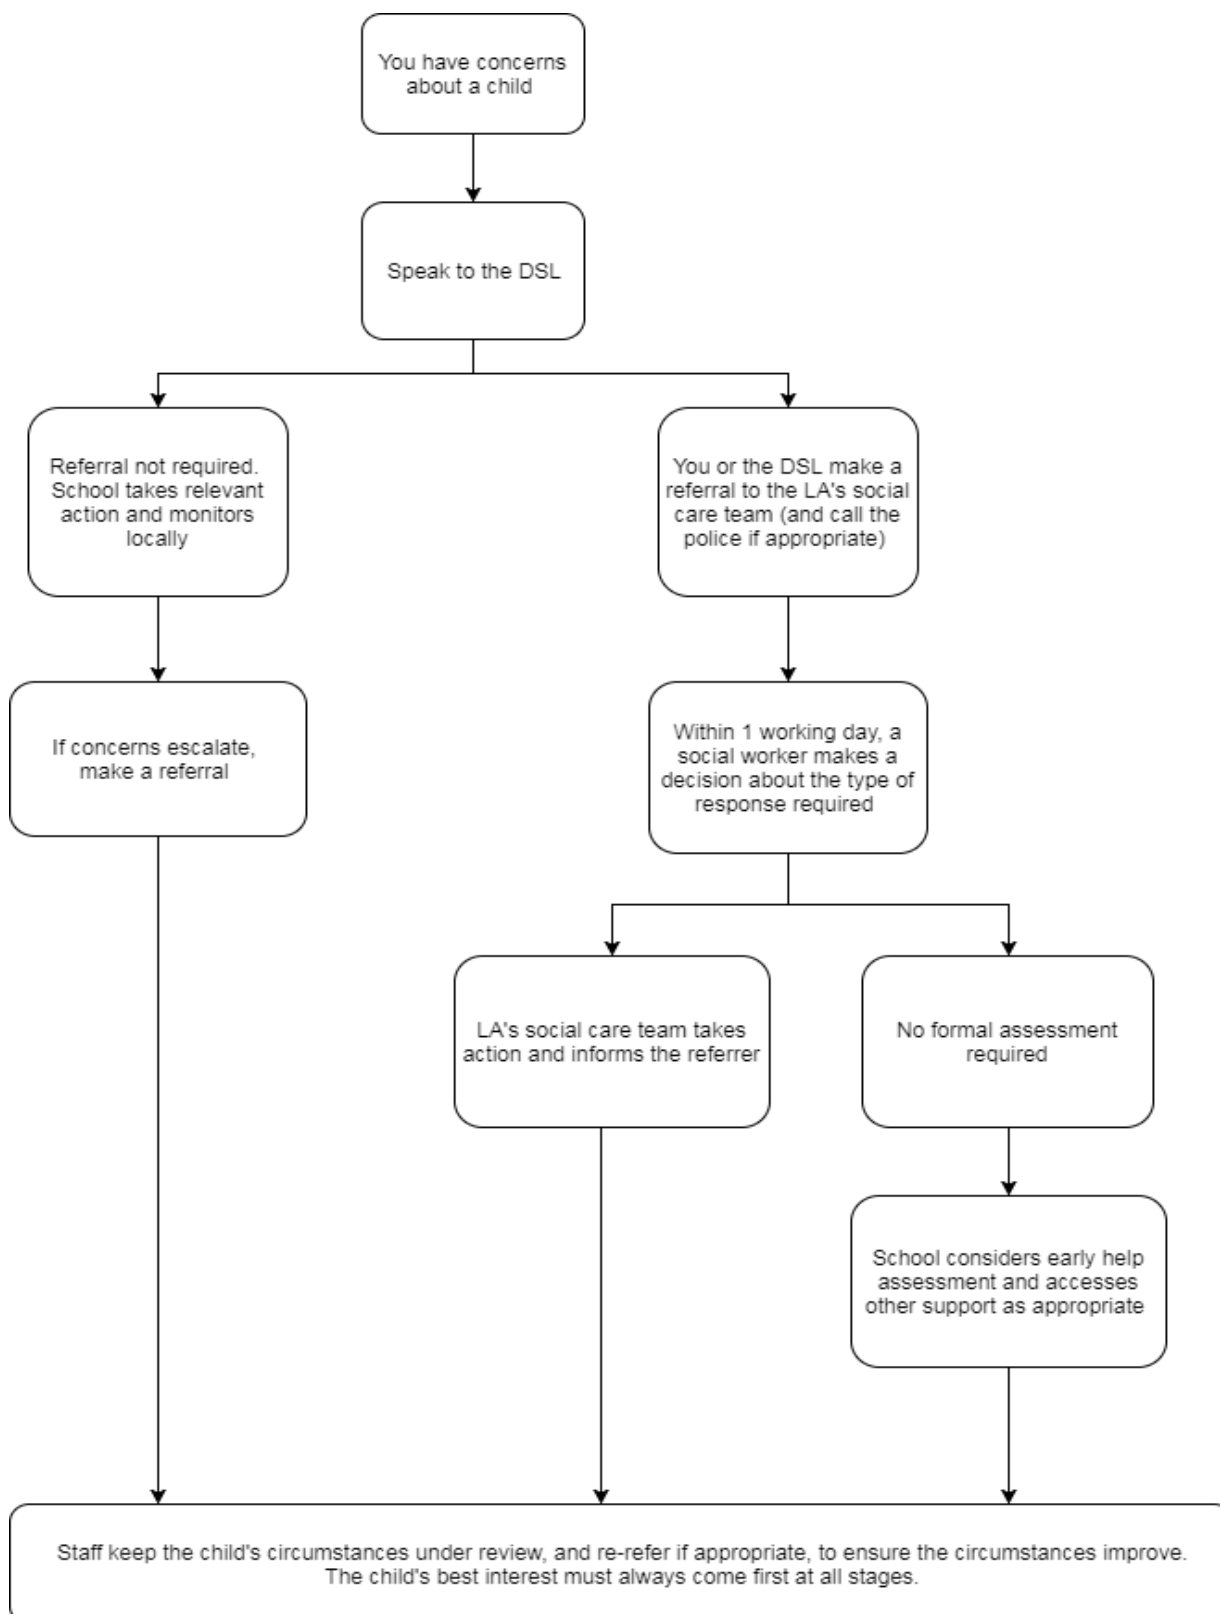 You have concerns
about a child
Speak to the DSL
Referral not required.
School takes relevant
action and monitors
locally
You or the DSL make a
referral to the LA's social
care team (and call the
police if appropriate)
If concerns escalate,
make a referral
Within 1 working day, a
social worker makes a
decision about the type of
response required
LA's social care team takes
action and informs the referrer
No formal assessment
required
School considers early help
assessment and accesses
other support as appropriate
Staff keep the child's circumstances under review, and re-refer if appropriate, to ensure the circumstances improve.
The child's best interest must always come first at all stages.